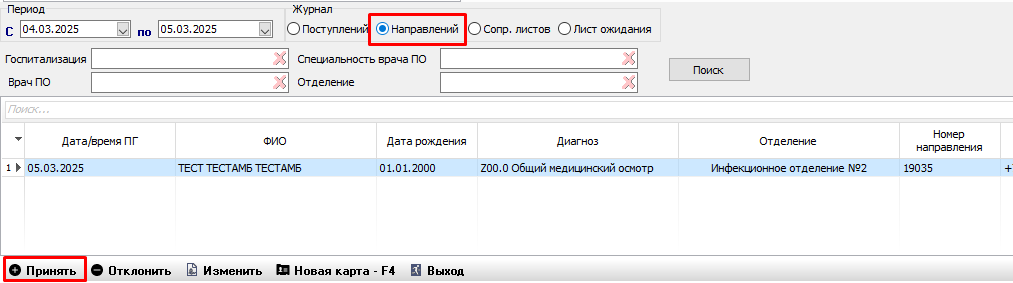 Период Журнал
С 04.03.2025 по 05.03.2025 Поступлений Направлений Сопр. листов Лист ожидания
Госпитализация Специальность врача ПО
Врач ПО Отделение Поиск
Поиск...
Дата/время ПГ ФИО Дата рождения Диагноз Отделение Номер направления
1 05.03.2025 ТЕСТ ТЕСТАМБ ТЕСТАМБ 01.01.2000 Z00.0 Общий медицинский осмотр Инфекционное отделение №2 19035
Принять Отклонить Изменить Новая карта - F4 Выход